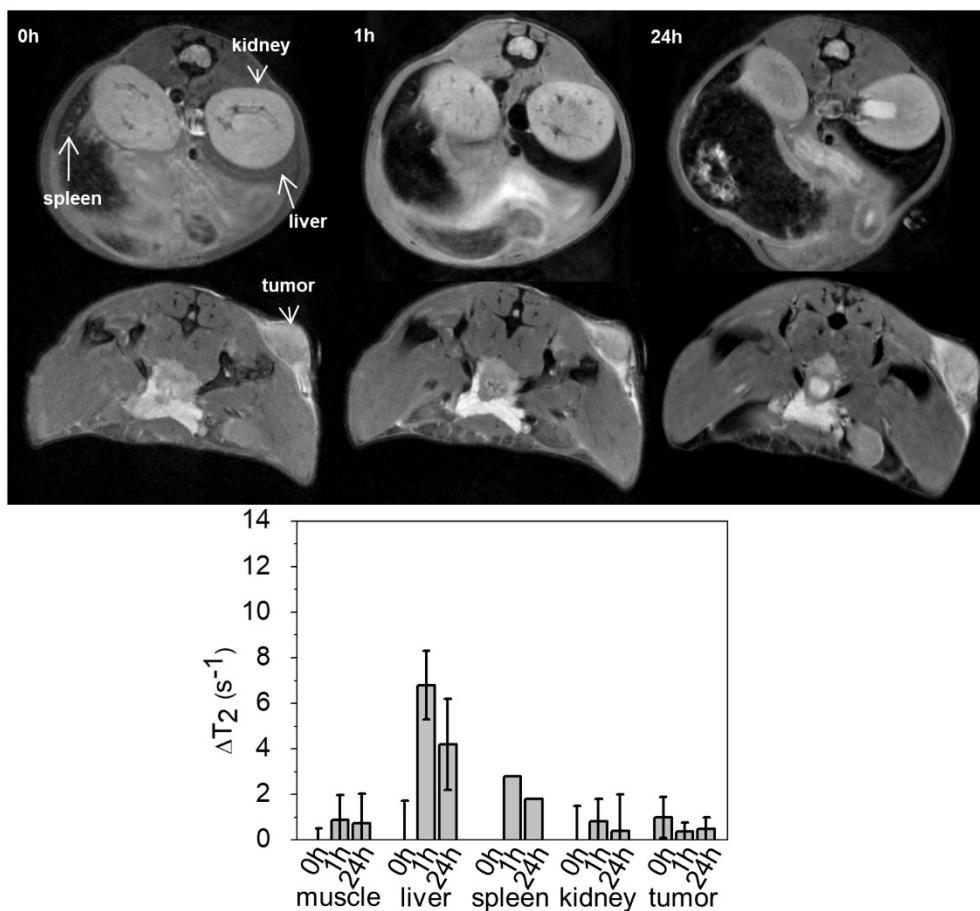 0h
kidney
1h
24h
spleen
liver
tumor
14
12
10
8
6
4
2
0
ΔT₂ (s⁻¹)
0h 1h 24h 0h 1h 24h 0h 1h 24h 0h 1h 24h 0h 1h 24h
muscle liver spleen kidney tumor